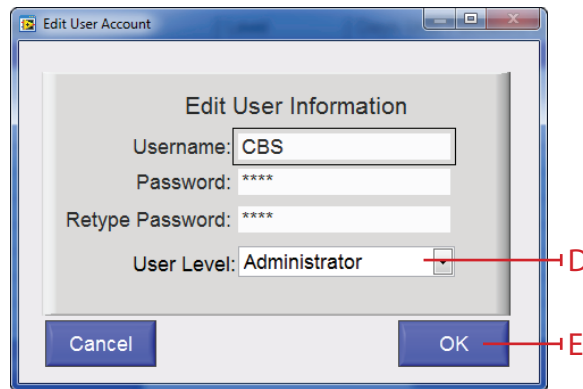 Edit User Account
Edit User Information
Username: CBS
Password: ****
Retype Password: ****
User Level: Administrator
D
Cancel
OK
E